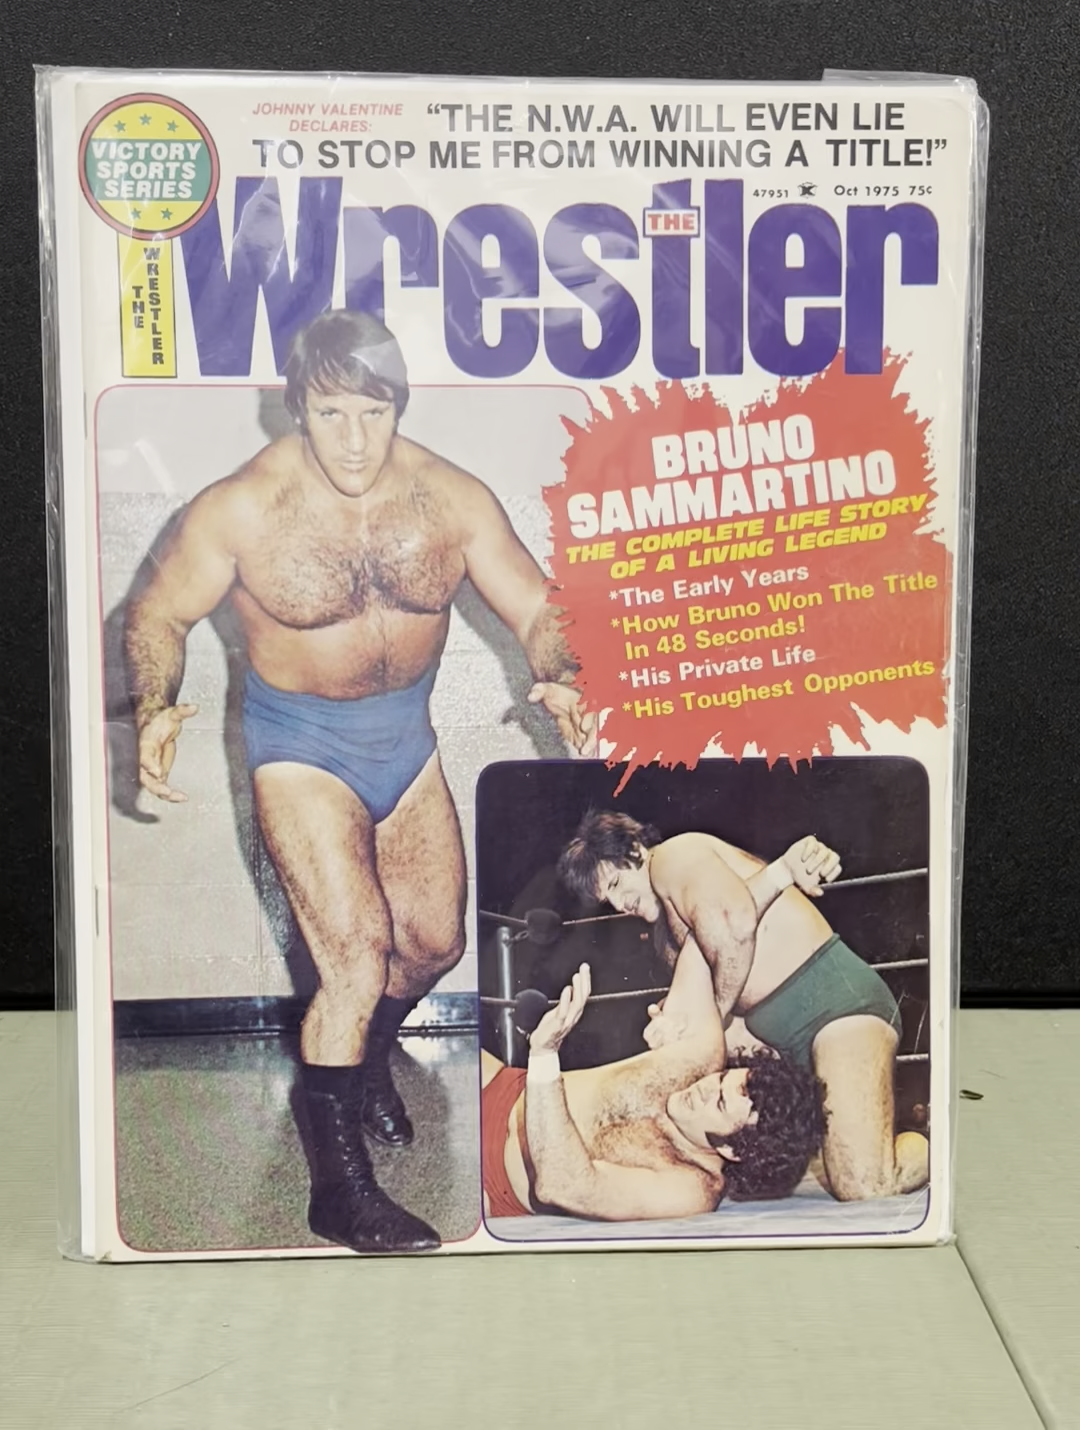 JOHNNY VALENTINE
DECLARES:
“THE N.W.A. WILL EVEN LIE
TO STOP ME FROM WINNING A TITLE!”
VICTORY
SPORTS
SERIES
47951 Oct 1975 75¢
THE
Wrestler
THE
WRESTLER
BRUNO
SAMMARTINO
THE COMPLETE LIFE STORY
OF A LIVING LEGEND
*The Early Years
*How Bruno Won The Title
In 48 Seconds!
*His Private Life
*His Toughest Opponents